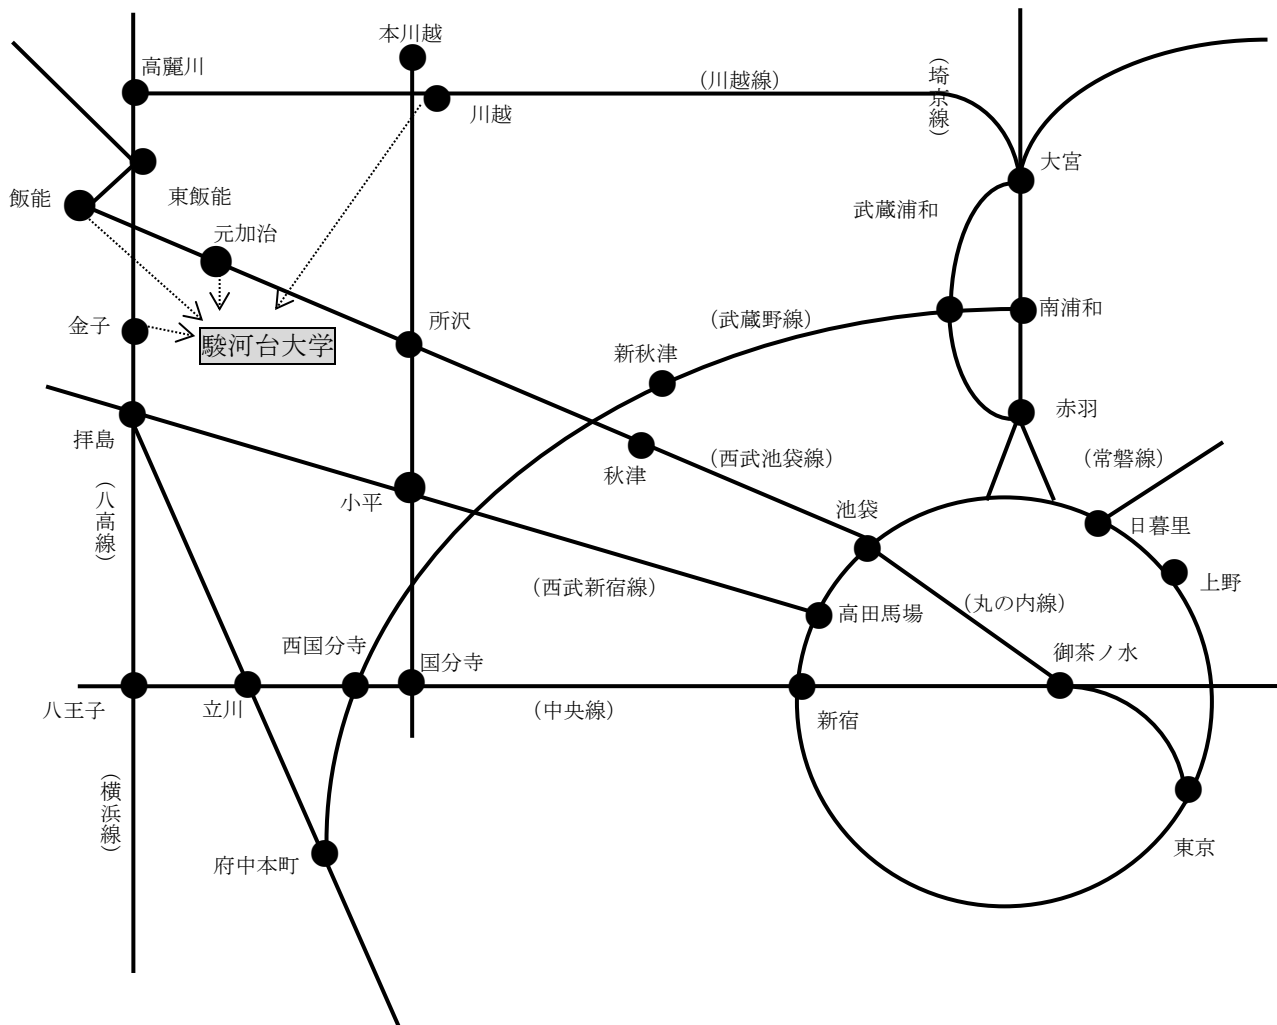 本川越
高麗川
（川越線）
（埼京線）
川越
大宮
飯能
東飯能
武蔵浦和
元加治
金子
駿河台大学
所沢
（武蔵野線）
南浦和
新秋津
拝島
赤羽
秋津
（西武池袋線）
（常磐線）
（八高線）
小平
池袋
日暮里
（西武新宿線）
高田馬場
（丸の内線）
上野
西国分寺
国分寺
御茶ノ水
八王子
立川
（中央線）
新宿
（横浜線）
府中本町
東京